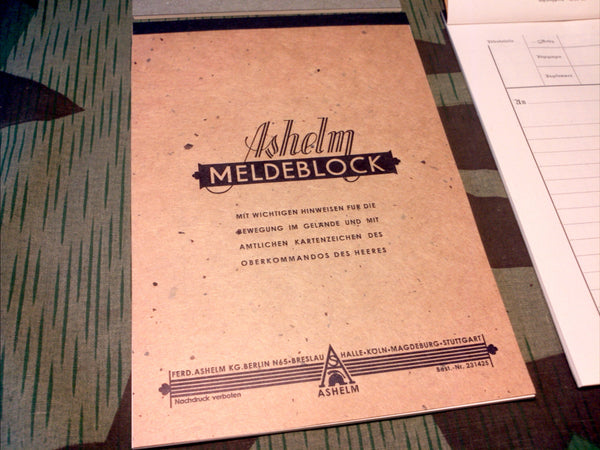 Ashelm
MELDEBLOCK
MIT WICHTIGEN HINWEISEN FÜR DIE
BEWEGUNG IM GELÄNDE UND MIT
AMTLICHEN KARTENZEICHEN DES
OBERKOMMANDOS DES HEERES
FERD. ASHELM KG. BERLIN N65·BRESLAU HALLE·KÖLN·MAGDEBURG·STUTTGART
Nachdruck verboten
ASHELM
Best.-Nr. 231425
An